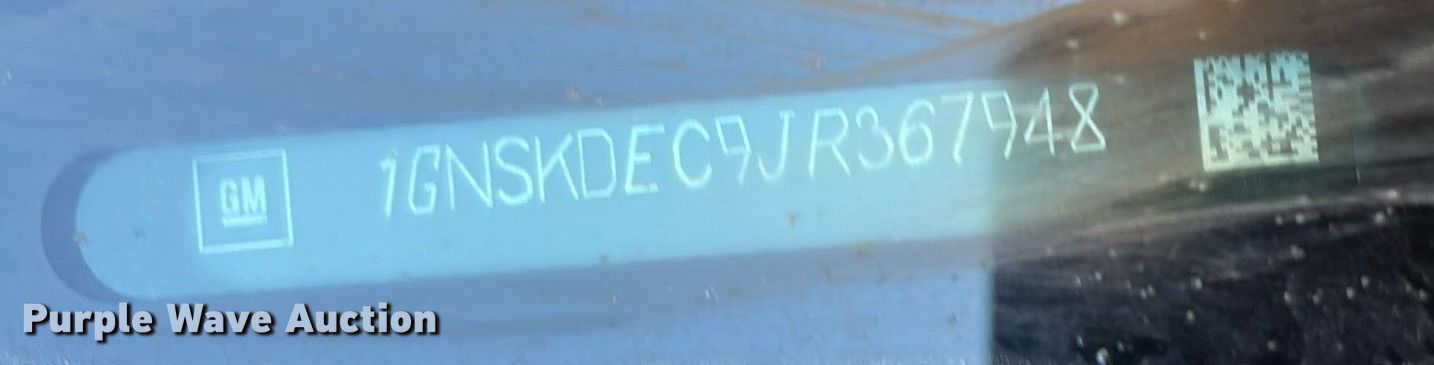 GM 1GNSKDEC9JR367948
Purple Wave Auction